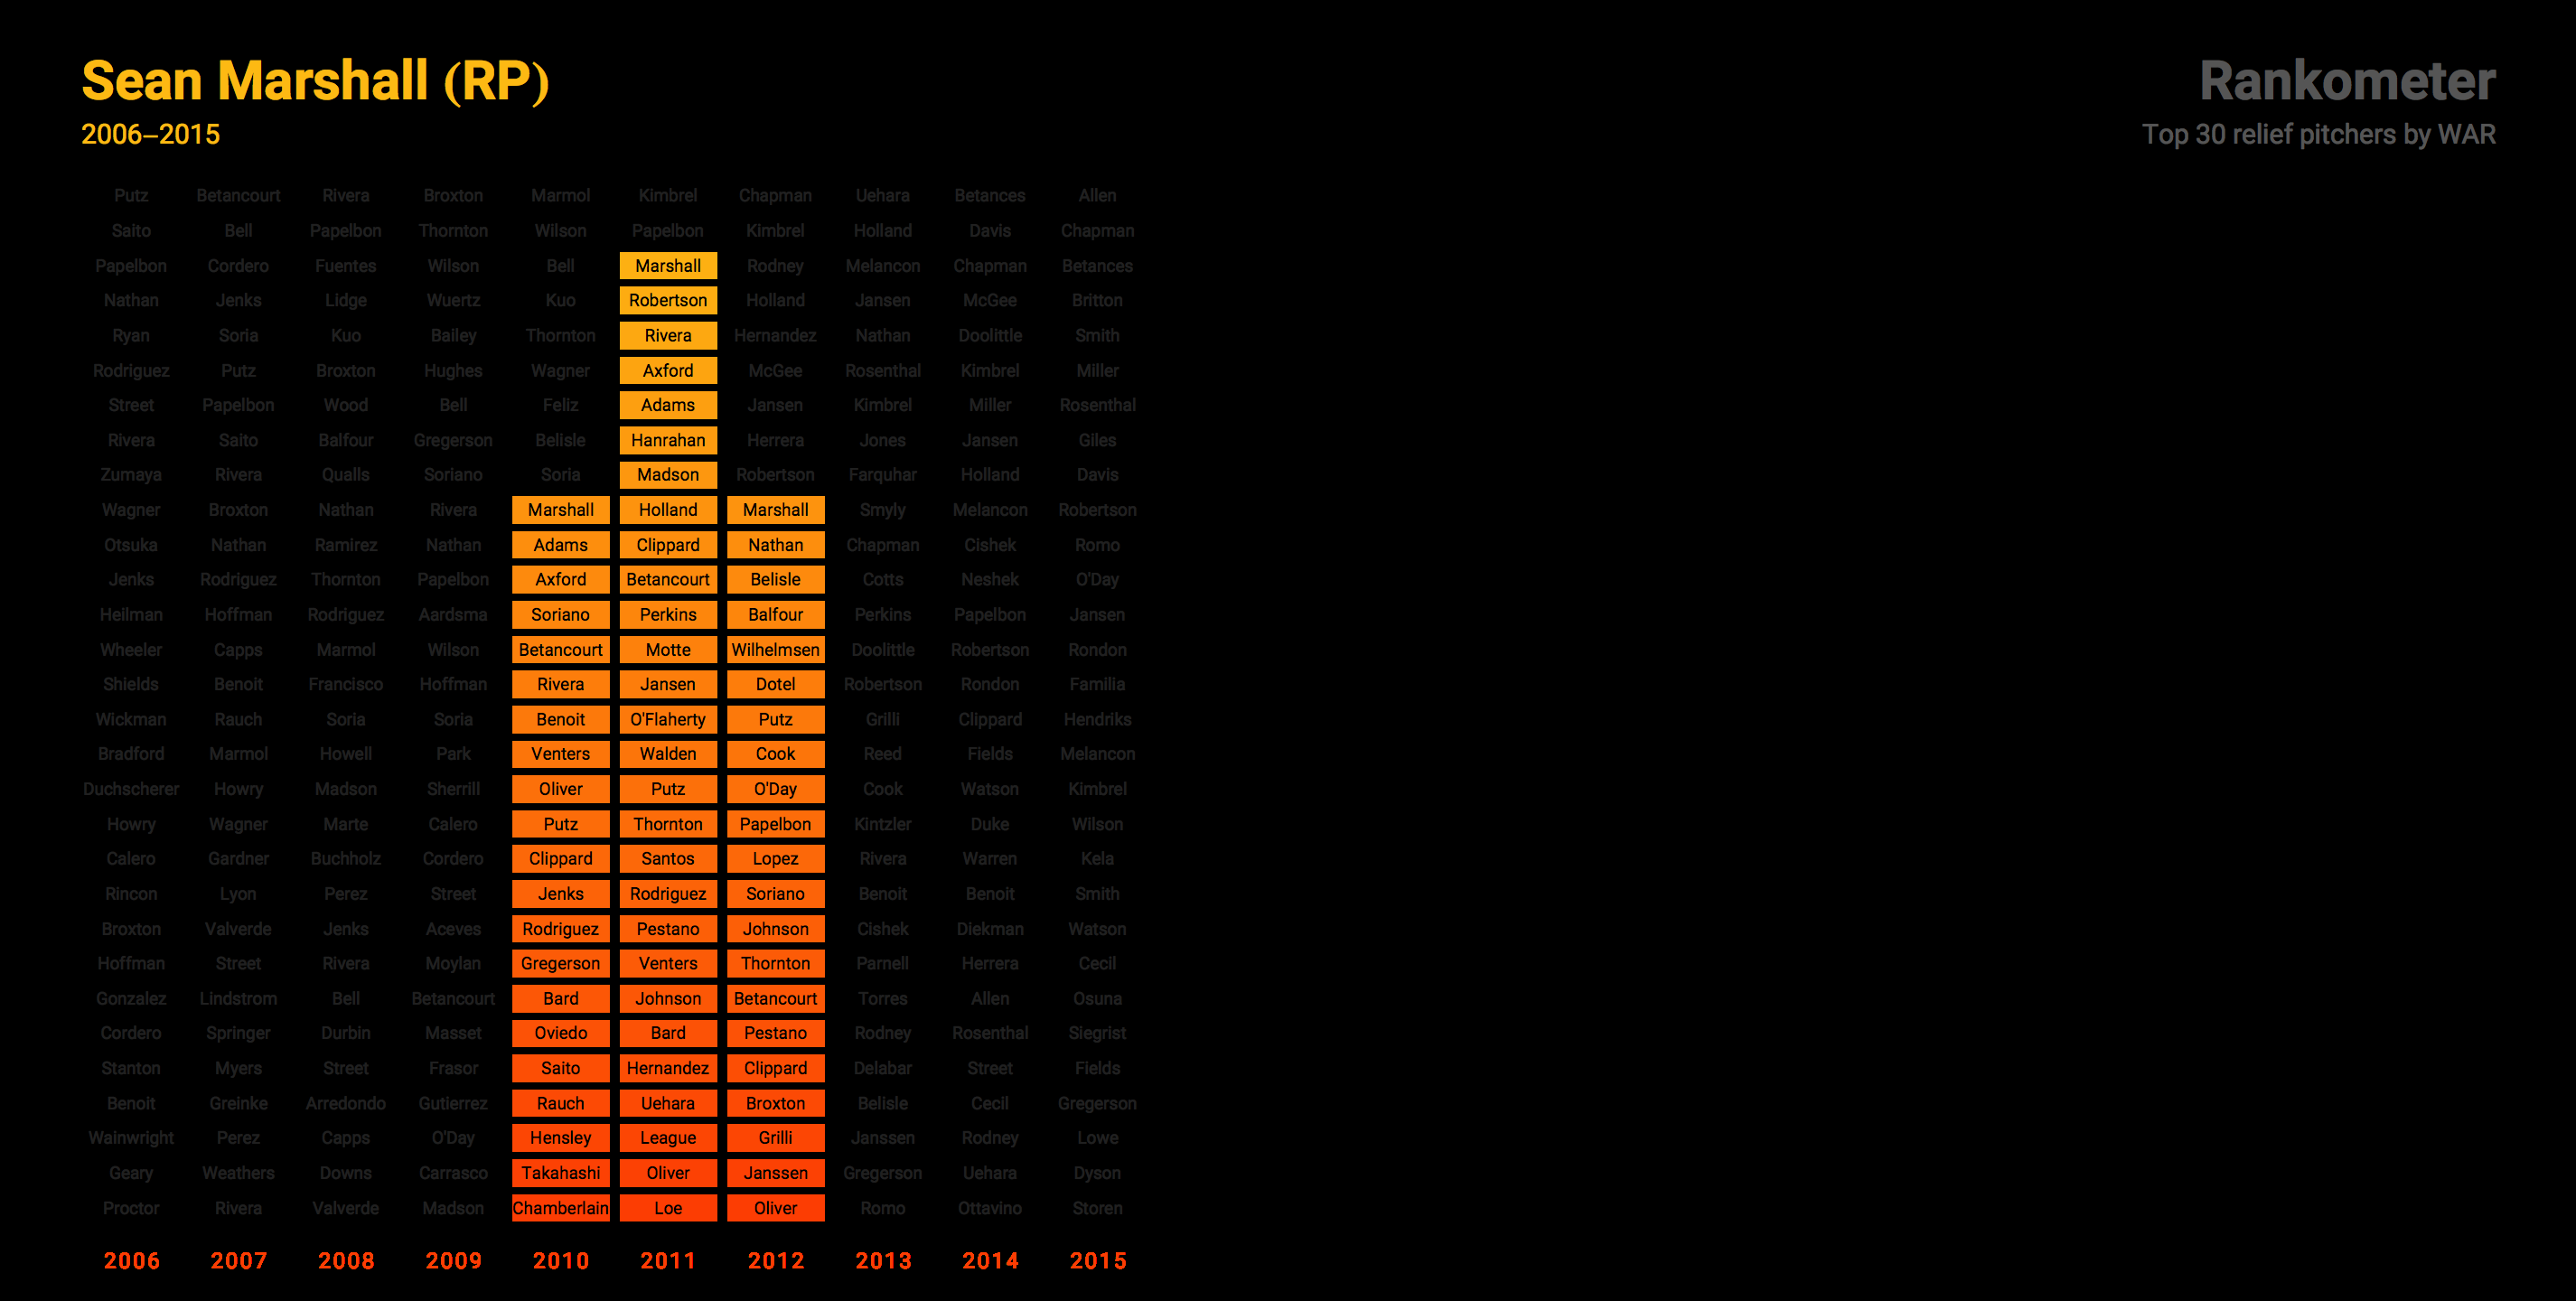 Sean Marshall (RP)
2006–2015
Rankometer
Top 30 relief pitchers by WAR
Putz Betancourt Rivera Broxton Marmol Kimbrel Chapman Uehara Betances Allen
Saito Bell Papelbon Thornton Wilson Papelbon Kimbrel Holland Davis Chapman
Papelbon Cordero Fuentes Wilson Bell Marshall Rodney Melancon Chapman Betances
Nathan Jenks Lidge Wuertz Kuo Robertson Holland Jansen McGee Britton
Ryan Soria Kuo Bailey Thornton Rivera Hernandez Nathan Doolittle Smith
Rodriguez Putz Broxton Hughes Wagner Axford McGee Rosenthal Kimbrel Miller
Street Papelbon Wood Bell Feliz Adams Jansen Kimbrel Miller Rosenthal
Rivera Saito Balfour Gregerson Belisle Hanrahan Herrera Jones Jansen Giles
Zumaya Rivera Qualls Soriano Soria Madson Robertson Farquhar Holland Davis
Wagner Broxton Nathan Rivera Marshall Holland Marshall Smyly Melancon Robertson
Otsuka Nathan Ramirez Nathan Adams Clippard Nathan Chapman Cishek Romo
Jenks Rodriguez Thornton Papelbon Axford Betancourt Belisle Cotts Neshek O'Day
Heilman Hoffman Rodriguez Aardsma Soriano Perkins Balfour Perkins Papelbon Jansen
Wheeler Capps Marmol Wilson Betancourt Motte Wilhelmsen Doolittle Robertson Rondon
Shields Benoit Francisco Hoffman Rivera Jansen Dotel Robertson Rondon Familia
Wickman Rauch Soria Soria Benoit O'Flaherty Putz Grilli Clippard Hendriks
Bradford Marmol Howell Park Venters Walden Cook Reed Fields Melancon
Duchscherer Howry Madson Sherrill Oliver Putz O'Day Cook Watson Kimbrel
Howry Wagner Marte Calero Putz Thornton Papelbon Kintzler Duke Wilson
Calero Gardner Buchholz Cordero Clippard Santos Lopez Rivera Warren Kela
Rincon Lyon Perez Street Jenks Rodriguez Soriano Benoit Benoit Smith
Broxton Valverde Jenks Aceves Rodriguez Pestano Johnson Cishek Diekman Watson
Hoffman Street Rivera Moylan Gregerson Venters Thornton Parnell Herrera Cecil
Gonzalez Lindstrom Bell Betancourt Bard Johnson Betancourt Torres Allen Osuna
Cordero Springer Durbin Masset Oviedo Bard Pestano Rodney Rosenthal Siegrist
Stanton Myers Street Frasor Saito Hernandez Clippard Delabar Street Fields
Benoit Greinke Arredondo Gutierrez Rauch Uehara Broxton Belisle Cecil Gregerson
Wainwright Perez Capps O'Day Hensley League Grilli Janssen Rodney Lowe
Geary Weathers Downs Carrasco Takahashi Oliver Janssen Gregerson Uehara Dyson
Proctor Rivera Valverde Madson Chamberlain Loe Oliver Romo Ottavino Storen
2006 2007 2008 2009 2010 2011 2012 2013 2014 2015